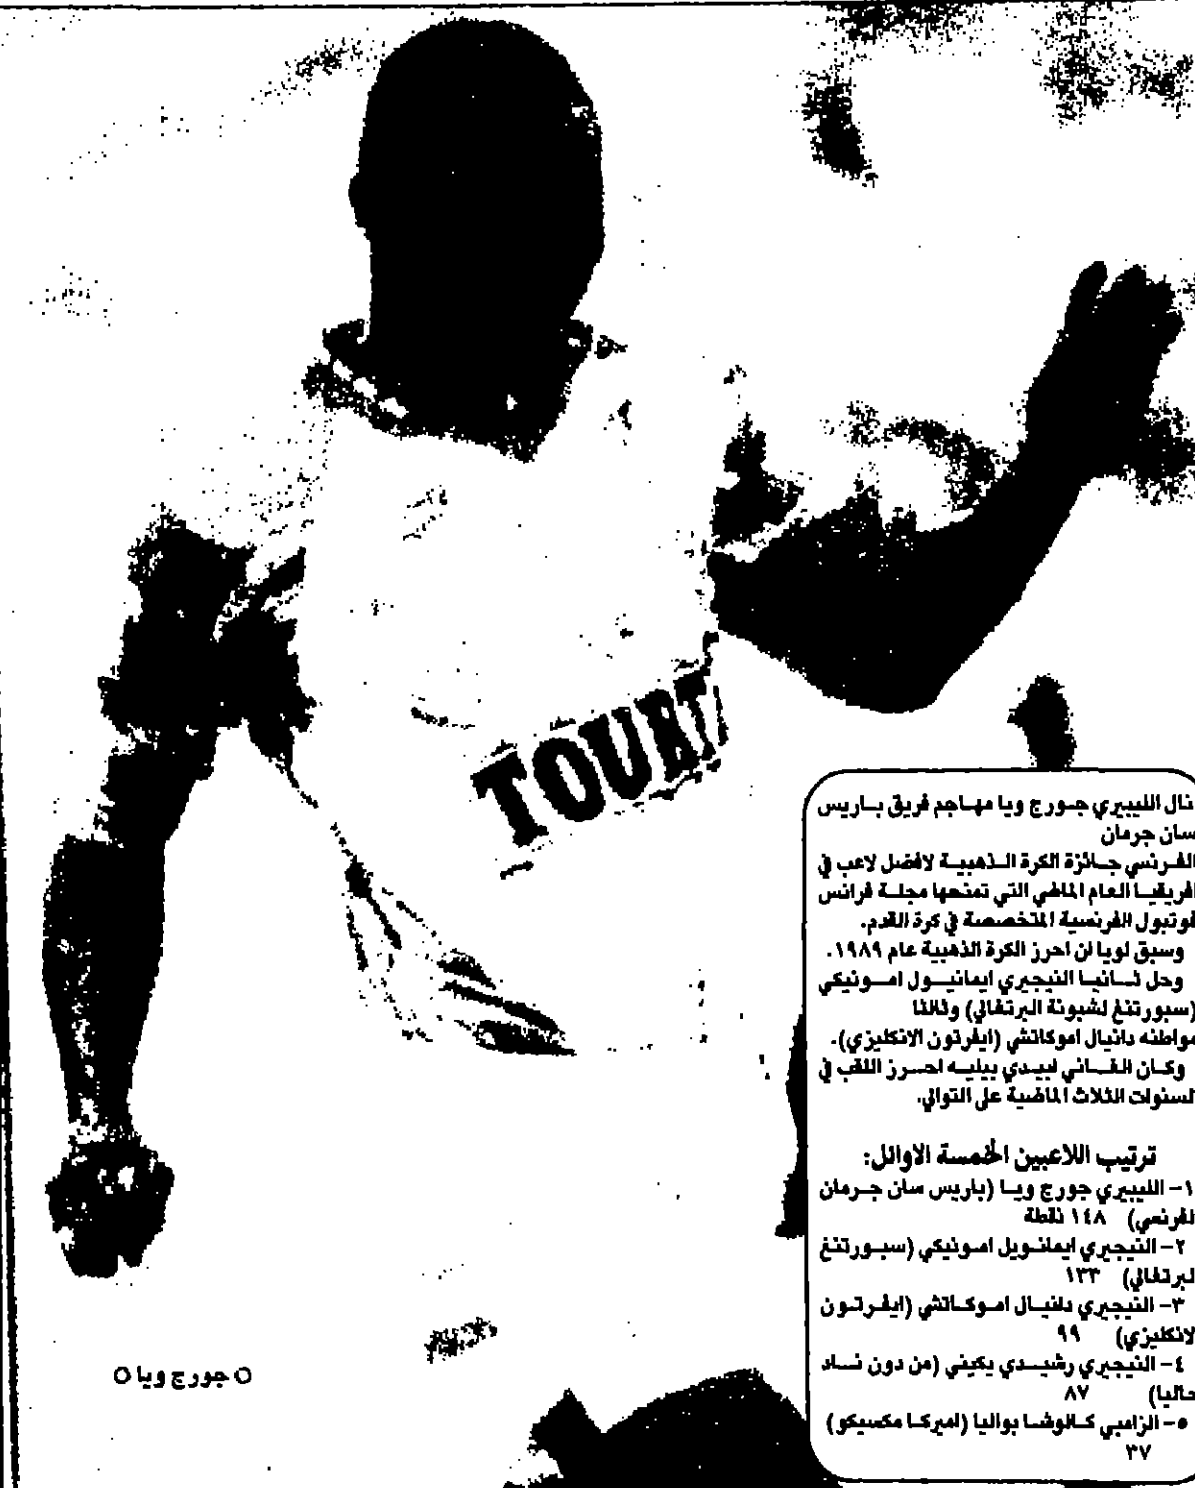 TOURT
نال الليبيري جورج ويا مهاجم فريق باريس
سان جرمان
الفرنسي جائزة الكرة الذهبية لافضل لاعب في
افريقيا العام الماضي التي تمنحها مجلة فرانس
فوتبول الفرنسية المتخصصة في كرة القدم.
وسبق لويا ان احرز الكرة الذهبية عام ١٩٨٩.
وحل ثانيا النيجيري ايمانيول امونيكي
(سبورتنغ لشبونة البرتغالي) وثالثا
مواطنه دانيال اموكاتشي (ايفرتون الانكليزي).
وكان الغاني ابيدي بيليه احرز اللقب في
السنوات الثلاث الماضية على التوالي.
ترتيب اللاعبين الخمسة الاوائل:
١- الليبيري جورج ويا (باريس سان جرمان
الفرنسي) ١٤٨ نقطة
٢- النيجيري ايمانويل امونيكي (سبورتنغ
البرتغالي) ١٣٣
٣- النيجيري دانيال اموكاتشي (ايفرتون
الانكليزي) ٩٩
٤- النيجيري رشيدي يكيني (من دون ناد
حاليا) ٨٧
٥- الزامبي كالوشا بواليا (اميركا مكسيكو)
٣٧
○ جورج ويا ○